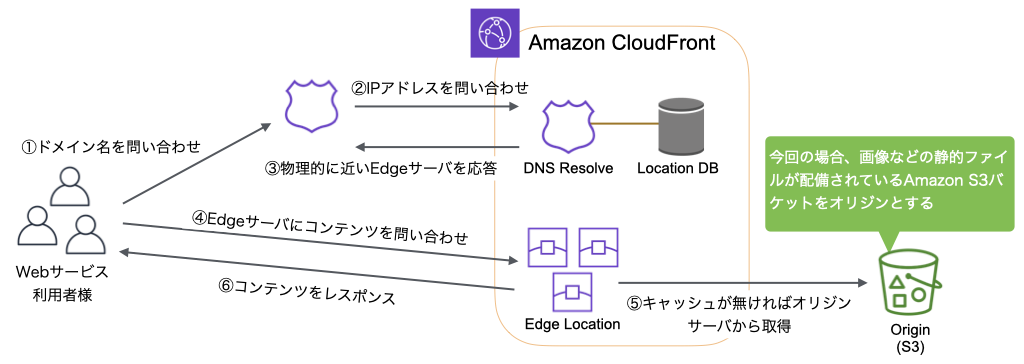 Amazon CloudFront
②IPアドレスを問い合わせ
①ドメイン名を問い合わせ
③物理的に近いEdgeサーバを応答
DNS Resolve
Location DB
今回の場合、画像などの静的ファイ
ルが配備されているAmazon S3バ
ケットをオリジンとする
④Edgeサーバにコンテンツを問い合わせ
Webサービス
利用者様
⑥コンテンツをレスポンス
Edge Location
⑤キャッシュが無ければオリジン
サーバから取得
Origin
(S3)